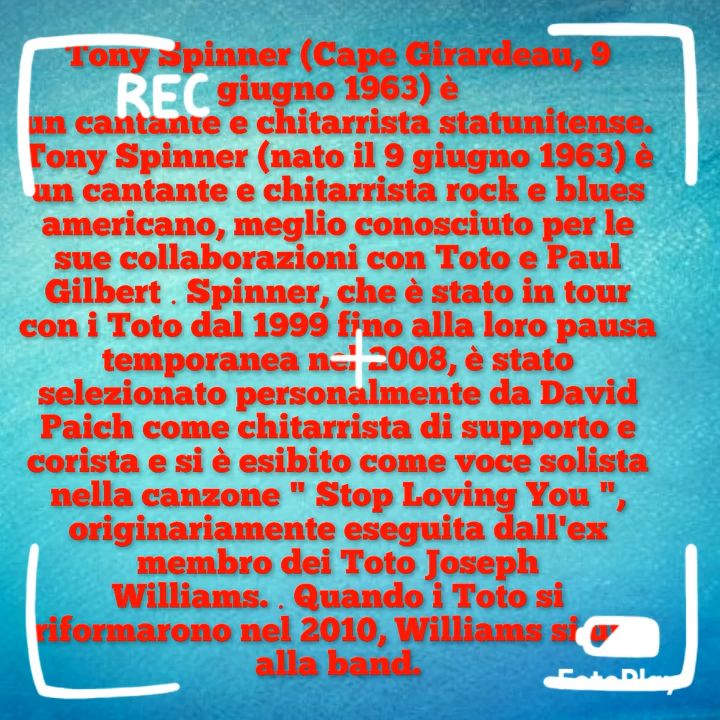 Tony Spinner (Cape Girardeau, 9
REC
giugno 1963) è
un cantante e chitarrista statunitense.
Tony Spinner (nato il 9 giugno 1963) è
un cantante e chitarrista rock e blues
americano, meglio conosciuto per le
sue collaborazioni con Toto e Paul
Gilbert . Spinner, che è stato in tour
con i Toto dal 1999 fino alla loro pausa
temporanea nel 2008, è stato
selezionato personalmente da David
Paich come chitarrista di supporto e
corista e si è esibito come voce solista
nella canzone " Stop Loving You ",
originariamente eseguita dall'ex
membro dei Toto Joseph
Williams. . Quando i Toto si
riformarono nel 2010, Williams si
alla band.
FotoPlay